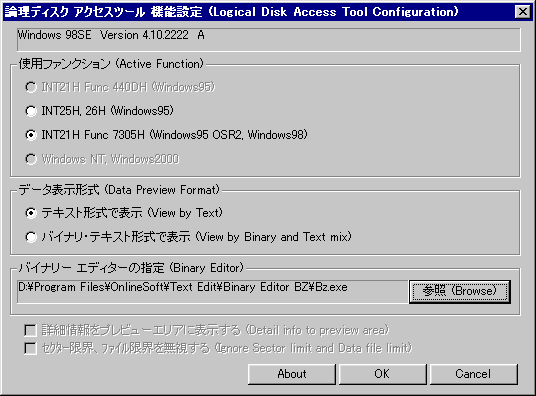 論理ディスク アクセスツール 機能設定 (Logical Disk Access Tool Configuration)
Windows 98SE Version 4.10.2222 A
使用ファンクション (Active Function)
INT21H Func 440DH (Windows95)
INT25H, 26H (Windows95)
INT21H Func 7305H (Windows95 OSR2, Windows98)
Windows NT, Windows2000
データ表示形式 (Data Preview Format)
テキスト形式で表示 (View by Text)
バイナリ・テキスト形式で表示 (View by Binary and Text mix)
バイナリー エディターの指定 (Binary Editor)
D:¥Program Files¥OnlineSoft¥Text Edit¥Binary Editor BZ¥Bz.exe
参照 (Browse)
詳細情報をプレビューエリアに表示する (Detail info to preview area)
セクター限界、ファイル限界を無視する (Ignore Sector limit and Data file limit)
About OK Cancel